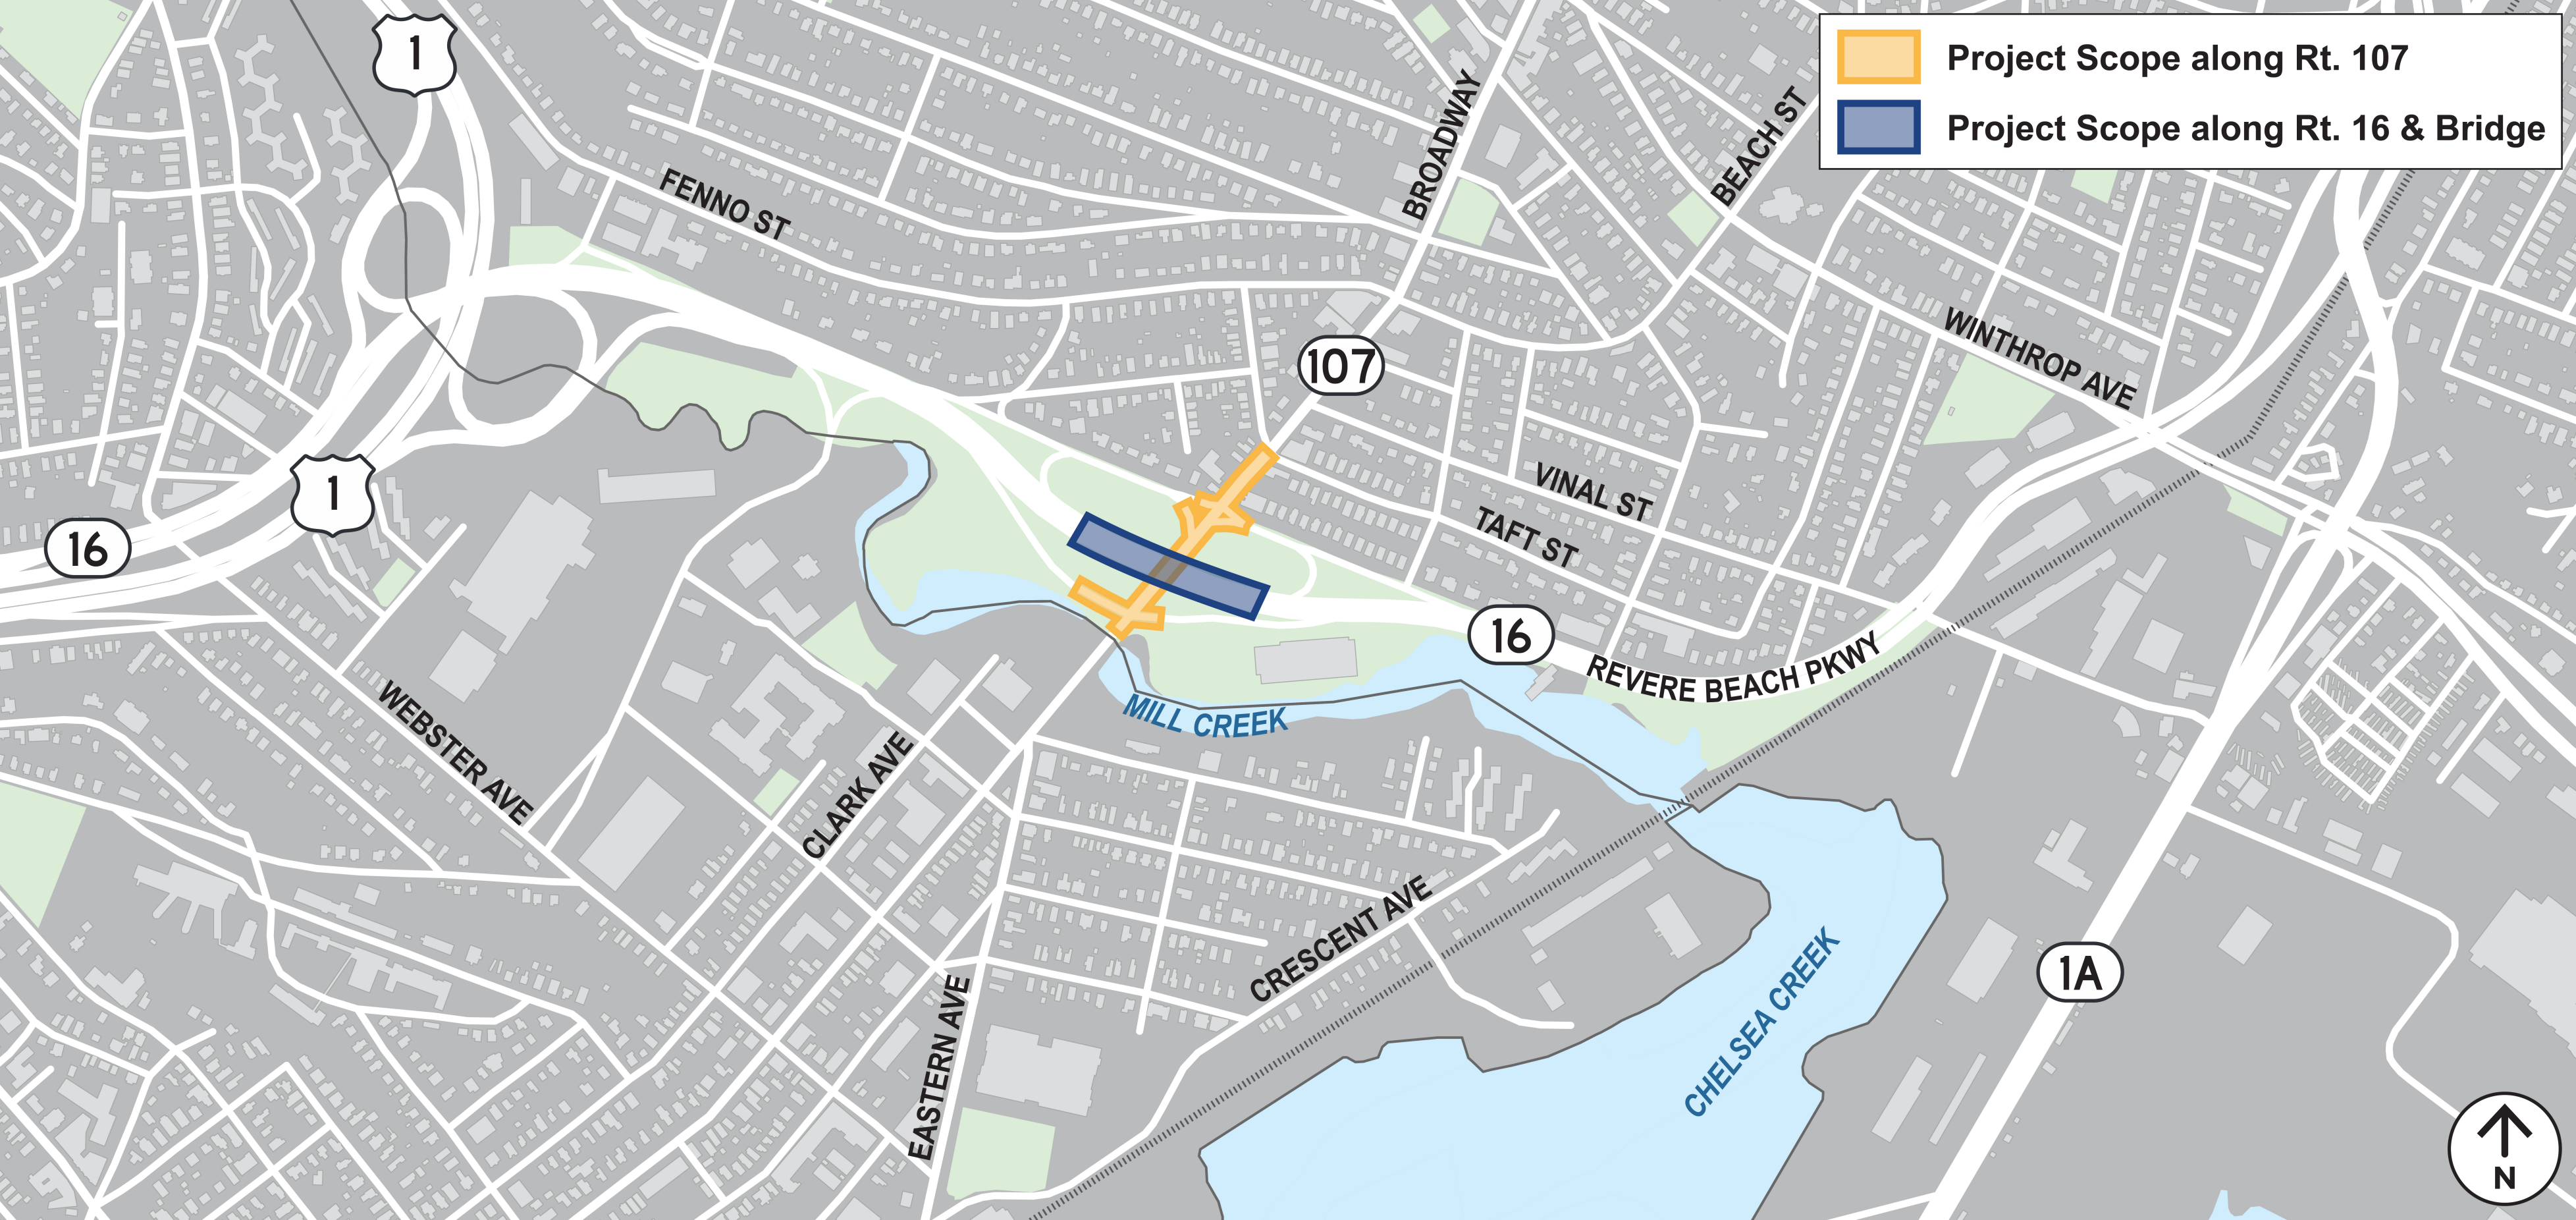 1
Project Scope along Rt. 107
Project Scope along Rt. 16 & Bridge
BROADWAY
BEACH ST
FENNO ST
WINTHROP AVE
107
1
16
VINAL ST
TAFT ST
16
REVERE BEACH PKWY
MILL CREEK
WEBSTER AVE
CLARK AVE
CRESCENT AVE
EASTERN AVE
CHELSEA CREEK
1A
N